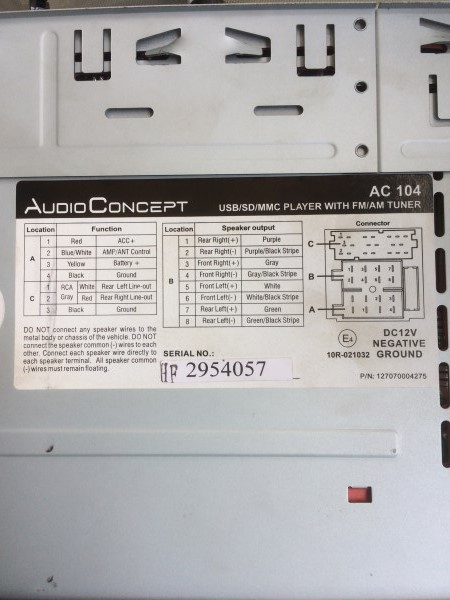 AUDIOCONCEPT
AC 104
USB/SD/MMC PLAYER WITH FM/AM TUNER
Location Function
A 1 Red ACC+
2 Blue/White AMP/ANT Control
3 Yellow Battery +
4 Black Ground
C 1 RCA White Rear Left Line-out
2 Gray Red Rear Right Line-out
3 Black Ground
Location Speaker output
B 1 Rear Right(+) Purple
2 Rear Right(-) Purple/Black Stripe
3 Front Right(+) Gray
4 Front Right(-) Gray/Black Stripe
5 Front Left(+) White
6 Front Left(-) White/Black Stripe
7 Rear Left(+) Green
8 Rear Left(-) Green/Black Stripe
Connector
C
B
A
DO NOT connect any speaker wires to the
metal body or chassis of the vehicle. DO NOT
connect the speaker common (-) wires to each
other. Connect each speaker wire directly to
each speaker terminal. All speaker common
(-) wires must remain floating.
SERIAL NO.:
HF 2954057
E4
10R-021032
DC12V
NEGATIVE
GROUND
P/N: 127070004275